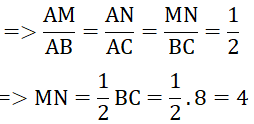 => AM/AB = AN/AC = MN/BC = 1/2
=> MN = 1/2 BC = 1/2 . 8 = 4